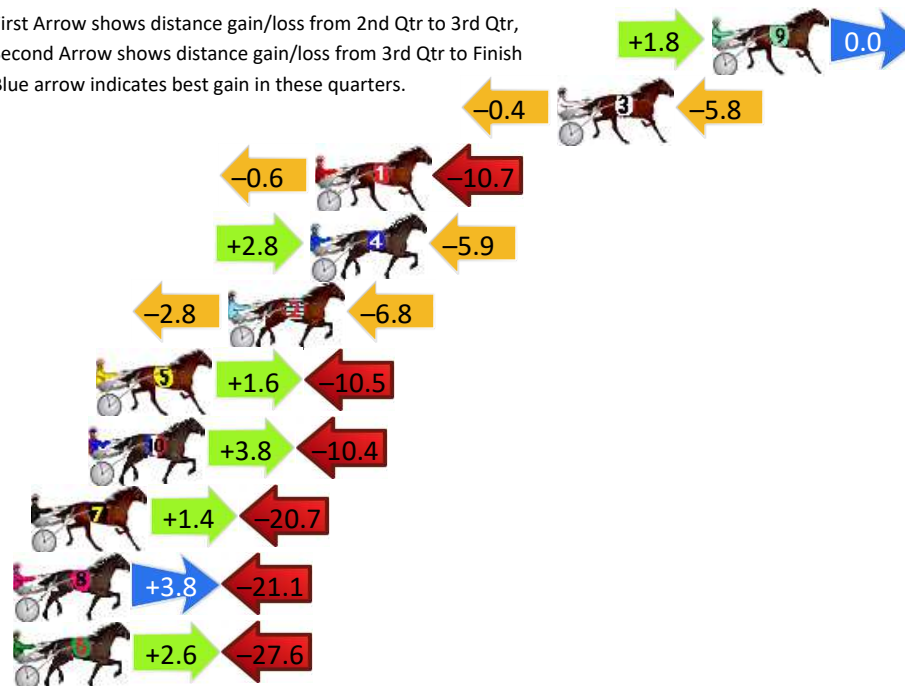 irst Arrow shows distance gain/loss from 2nd Qtr to 3rd Qtr,
econd Arrow shows distance gain/loss from 3rd Qtr to Finish
lue arrow indicates best gain in these quarters.
+1.8 9 0.0
–0.4 3 –5.8
–0.6 1 –10.7
+2.8 4 –5.9
–2.8 2 –6.8
5 +1.6 –10.5
10 +3.8 –10.4
7 +1.4 –20.7
8 +3.8 –21.1
6 +2.6 –27.6